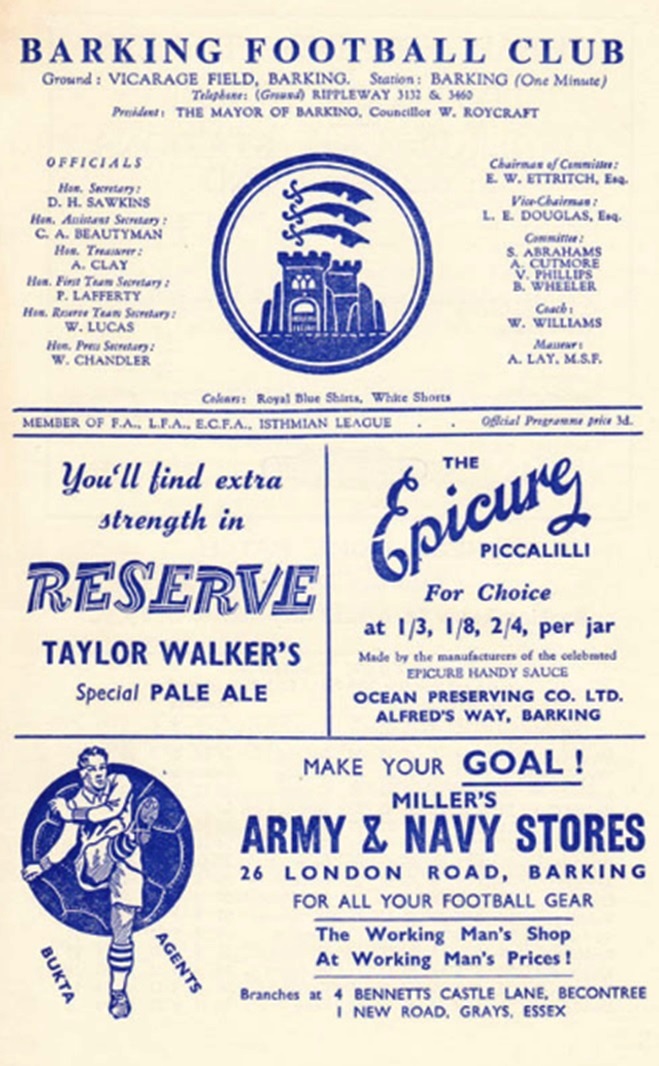 BARKING FOOTBALL CLUB
Ground: VICARAGE FIELD, BARKING. Station: BARKING (One Minute)
Telephone: (Ground) RIPPLEWAY 3132 & 3460
President: THE MAYOR OF BARKING, Councillor W. ROYCRAFT
OFFICIALS
Hon. Secretary:
D. H. SAWKINS
Hon. Assistant Secretary:
C. A. BEAUTYMAN
Hon. Treasurer:
A. CLAY
Hon. First Team Secretary:
P. LAFFERTY
Hon. Reserve Team Secretary:
W. LUCAS
Hon. Press Secretary:
W. CHANDLER
Chairman of Committee:
E. W. ETTRITCH, Esq.
Vice-Chairman:
L. E. DOUGLAS, Esq.
Committee:
S. ABRAHAMS
A. CUTMORE
V. PHILLIPS
B. WHEELER
Coach:
W. WILLIAMS
Masseur:
A. LAY, M.S.F.
Colours: Royal Blue Shirts, White Shorts
MEMBER OF F.A., L.F.A., E.C.F.A., ISTHMIAN LEAGUE . . Official Programme price 3d.
You'll find extra
strength in
RESERVE
TAYLOR WALKER'S
Special PALE ALE
THE
Epicure
PICCALILLI
For Choice
at 1/3, 1/8, 2/4, per jar
Made by the manufacturers of the celebrated
EPICURE HANDY SAUCE
OCEAN PRESERVING CO. LTD.
ALFRED'S WAY, BARKING
BUKTA AGENTS
MAKE YOUR GOAL!
MILLER'S
ARMY & NAVY STORES
26 LONDON ROAD, BARKING
FOR ALL YOUR FOOTBALL GEAR
The Working Man's Shop
At Working Man's Prices!
Branches at 4 BENNETTS CASTLE LANE, BECONTREE
1 NEW ROAD, GRAYS, ESSEX